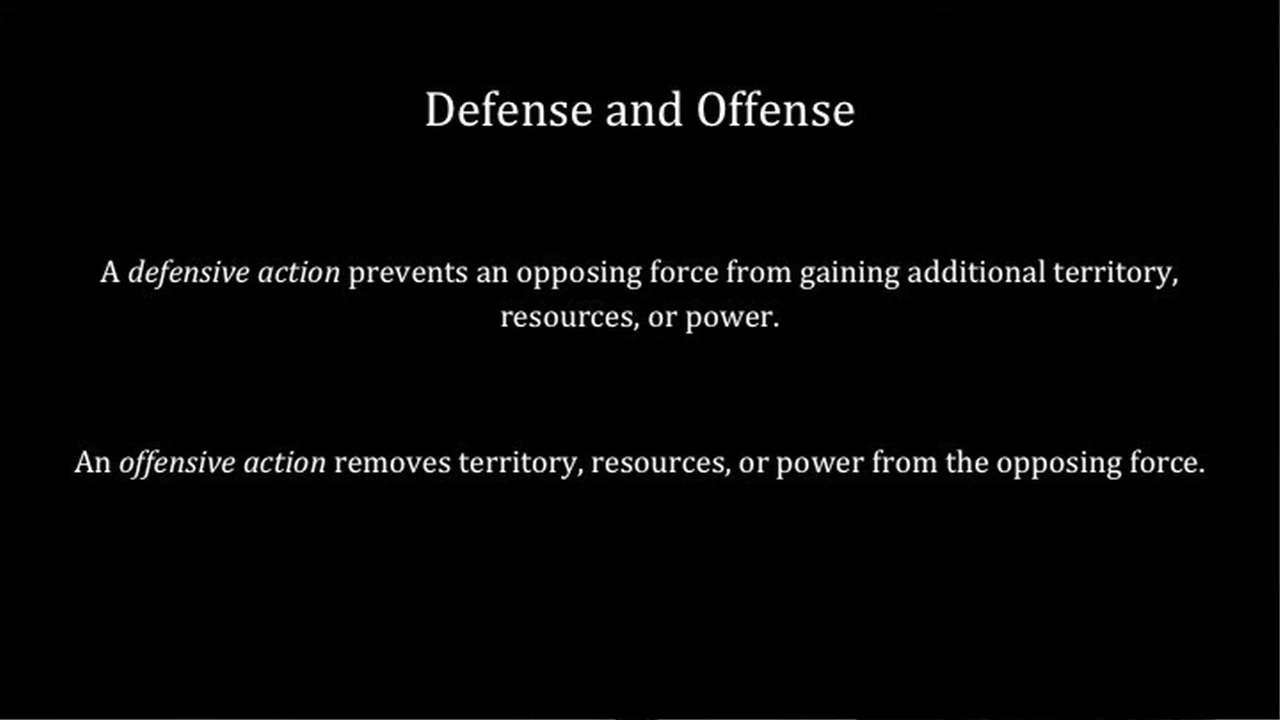 Defense and Offense
A defensive action prevents an opposing force from gaining additional territory,
resources, or power.
An offensive action removes territory, resources, or power from the opposing force.